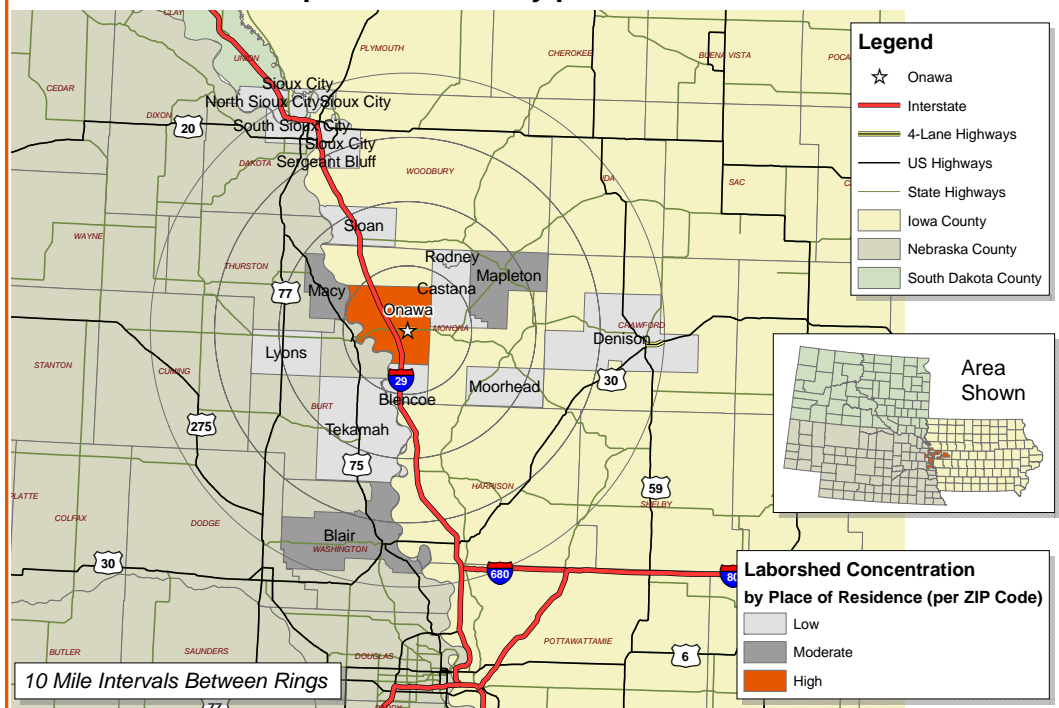 CLAY
UNION
PLYMOUTH
CHEROKEE
BUENA VISTA
POCA
CEDAR
DIXON
Sioux City
North Sioux City
Sioux City
20
South Sioux City
Sioux City
DAKOTA
Sergeant Bluff
WOODBURY
IDA
SAC
WAYNE
Sloan
THURSTON
Rodney
Mapleton
77
Macy
Castana
Onawa
MONONA
CRAWFORD
Denison
Lyons
STANTON
CUMING
29
Moorhead
30
Blencoe
BURT
275
Tekamah
75
HARRISON
59
SHELBY
PLATTE
COLFAX
DODGE
Blair
WASHINGTON
30
680
80
POTTAWATTAMIE
6
BUTLER
SAUNDERS
DOUGLAS
77
10 Mile Intervals Between Rings
Legend
Onawa
Interstate
4-Lane Highways
US Highways
State Highways
Iowa County
Nebraska County
South Dakota County
Area
Shown
Laborshed Concentration
by Place of Residence (per ZIP Code)
Low
Moderate
High